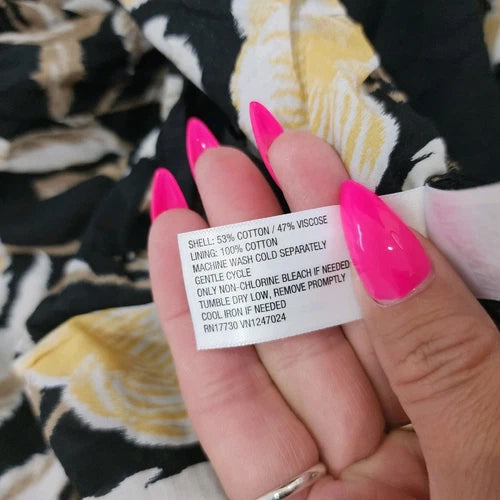 SHELL: 53% COTTON / 47% VISCOSE
LINING: 100% COTTON
MACHINE WASH COLD SEPARATELY
GENTLE CYCLE
ONLY NON-CHLORINE BLEACH IF NEEDED
TUMBLE DRY LOW, REMOVE PROMPTLY
COOL IRON IF NEEDED
RN17730 VN1247024